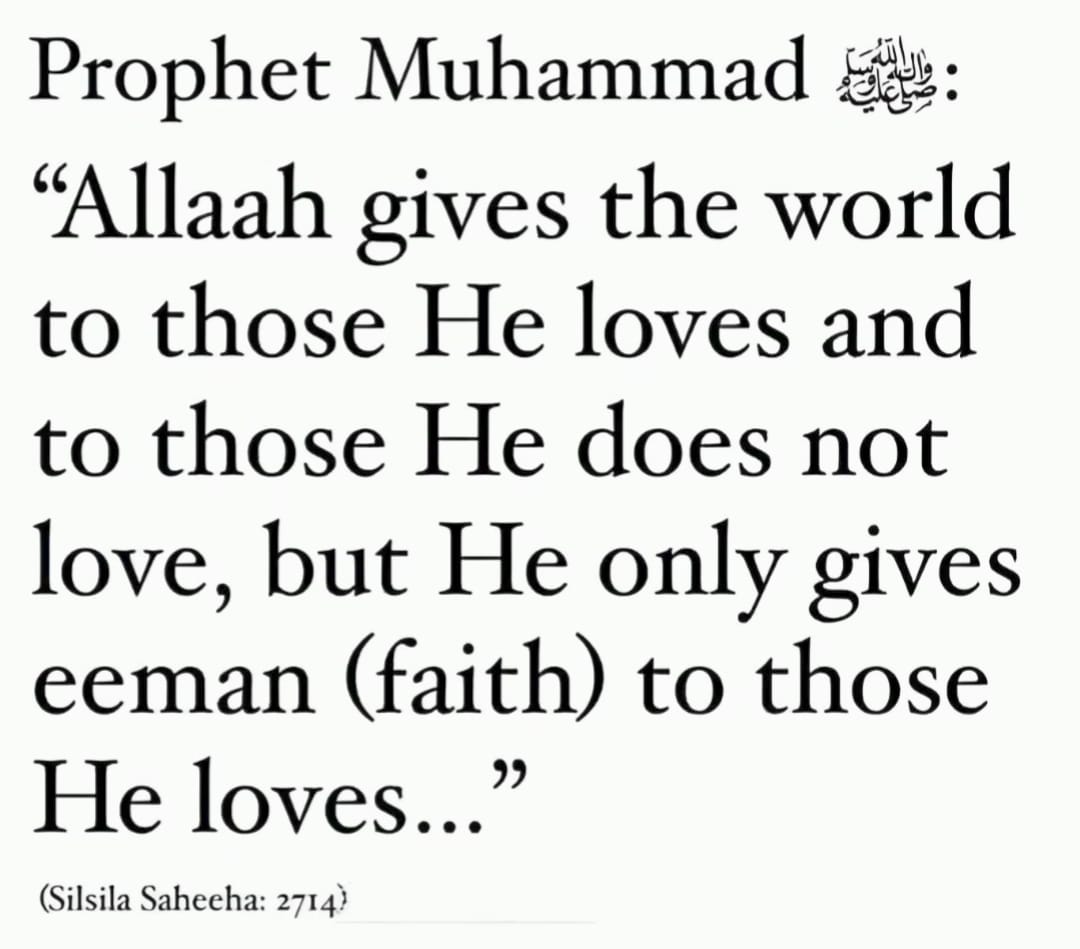 Prophet Muhammad ﷺ:
“Allaah gives the world
to those He loves and
to those He does not
love, but He only gives
eeman (faith) to those
He loves...”
(Silsila Saheeha: 2714)